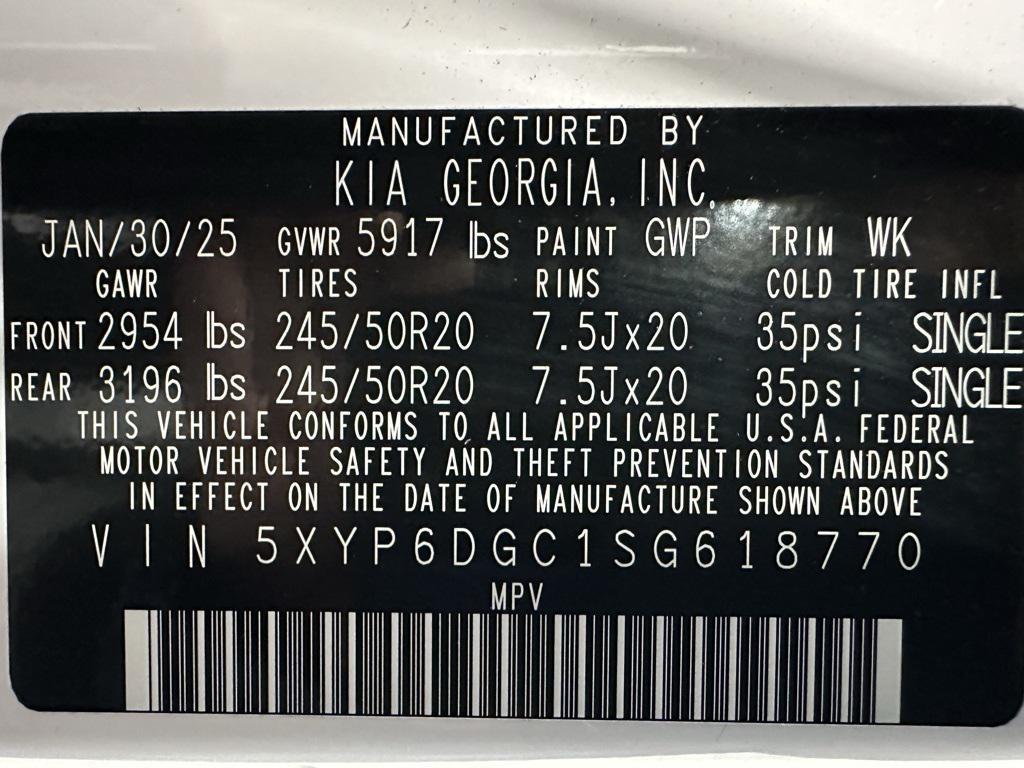 MANUFACTURED BY
KIA GEORGIA, INC.
JAN/30/25 GVWR 5917 lbs PAINT GWP TRIM WK
GAWR TIRES RIMS COLD TIRE INFL
FRONT 2954 lbs 245/50R20 7.5Jx20 35psi SINGLE
REAR 3196 lbs 245/50R20 7.5Jx20 35psi SINGLE
THIS VEHICLE CONFORMS TO ALL APPLICABLE U.S.A. FEDERAL
MOTOR VEHICLE SAFETY AND THEFT PREVENTION STANDARDS
IN EFFECT ON THE DATE OF MANUFACTURE SHOWN ABOVE
VIN 5XYP6DGC1SG618770
MPV